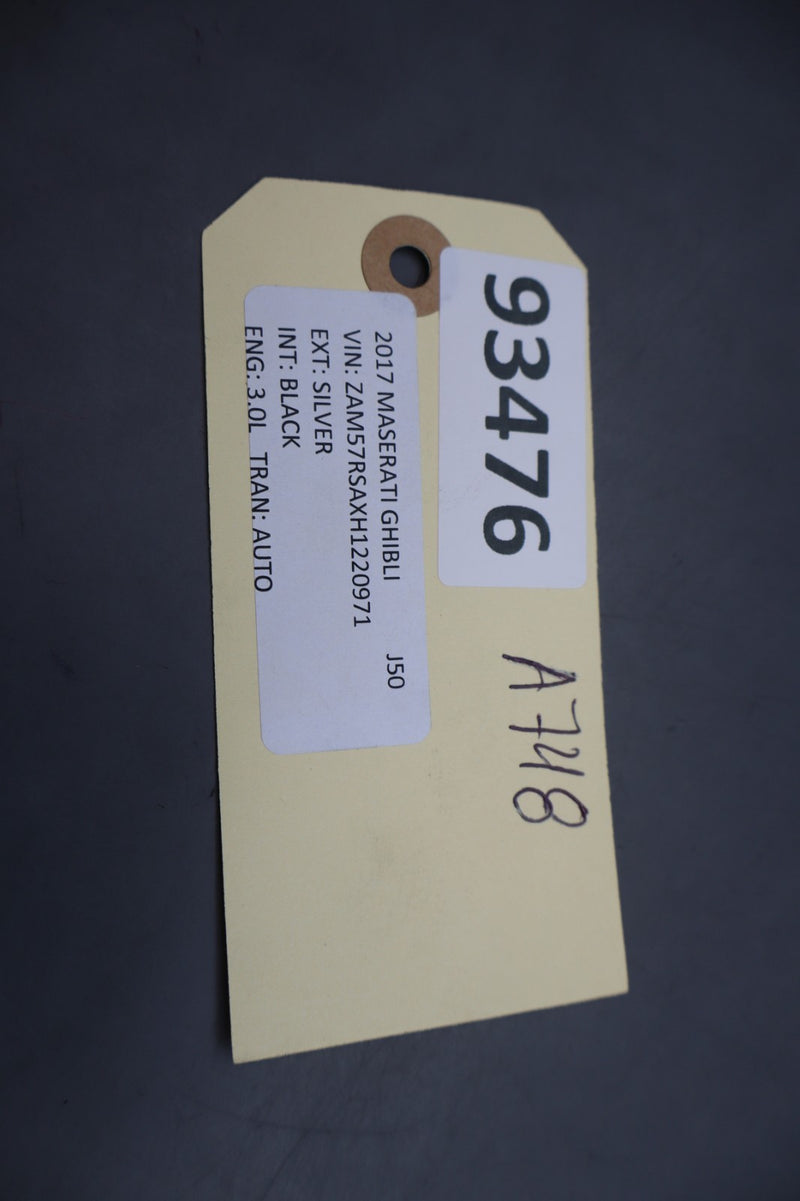 93476
A748
2017 MASERATI GHIBLI J50
VIN: ZAM57RSAXH1220971
EXT: SILVER
INT: BLACK
ENG: 3.0L TRAN: AUTO